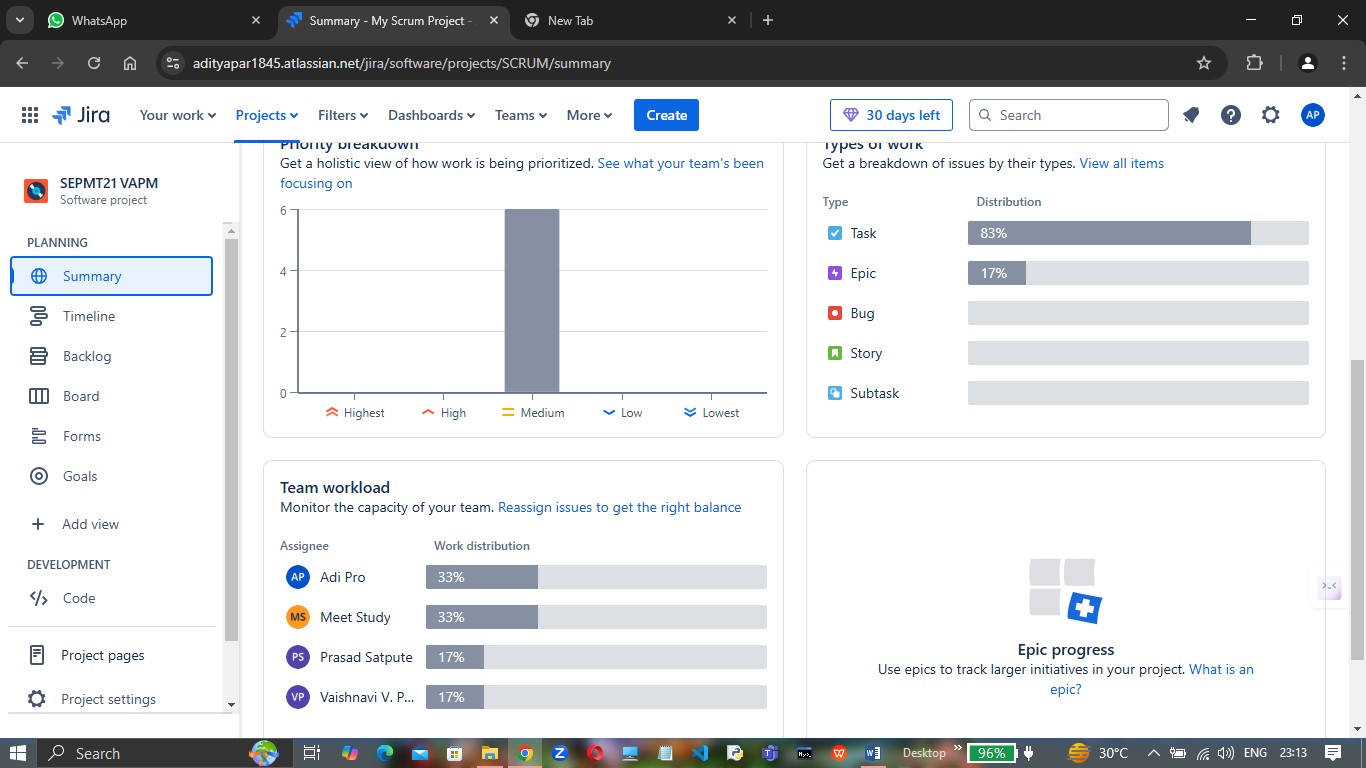 WhatsApp
Summary - My Scrum Project -
New Tab
adityapar1845.atlassian.net/jira/software/projects/SCRUM/summary
Jira
Your work
Projects
Filters
Dashboards
Teams
More
Create
30 days left
Search
AP
SEPMT21 VAPM
Software project
PLANNING
Summary
Timeline
Backlog
Board
Forms
Goals
Add view
DEVELOPMENT
Code
Project pages
Project settings
Priority breakdown
Get a holistic view of how work is being prioritized. See what your team's been
focusing on
6
4
2
0
Highest
High
Medium
Low
Lowest
Types of work
Get a breakdown of issues by their types. View all items
Type Distribution
Task 83%
Epic 17%
Bug
Story
Subtask
Team workload
Monitor the capacity of your team. Reassign issues to get the right balance
Assignee Work distribution
AP Adi Pro 33%
MS Meet Study 33%
PS Prasad Satpute 17%
VP Vaishnavi V. P... 17%
Epic progress
Use epics to track larger initiatives in your project. What is an
epic?
Search
Desktop
96%
30°C
ENG
23:13